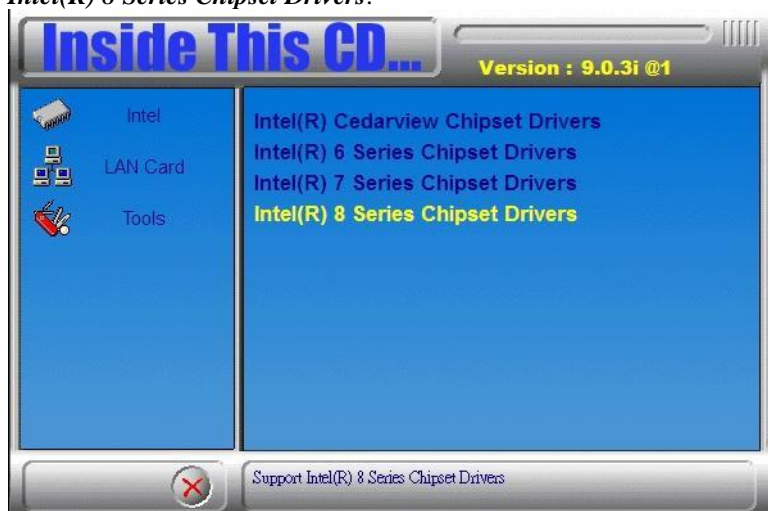 Intel(R) 8 Series Chipset Drivers.
Inside This CD...
Version : 9.0.3i @1
Intel
LAN Card
Tools
Intel(R) Cedarview Chipset Drivers
Intel(R) 6 Series Chipset Drivers
Intel(R) 7 Series Chipset Drivers
Intel(R) 8 Series Chipset Drivers
Support Intel(R) 8 Series Chipset Drivers